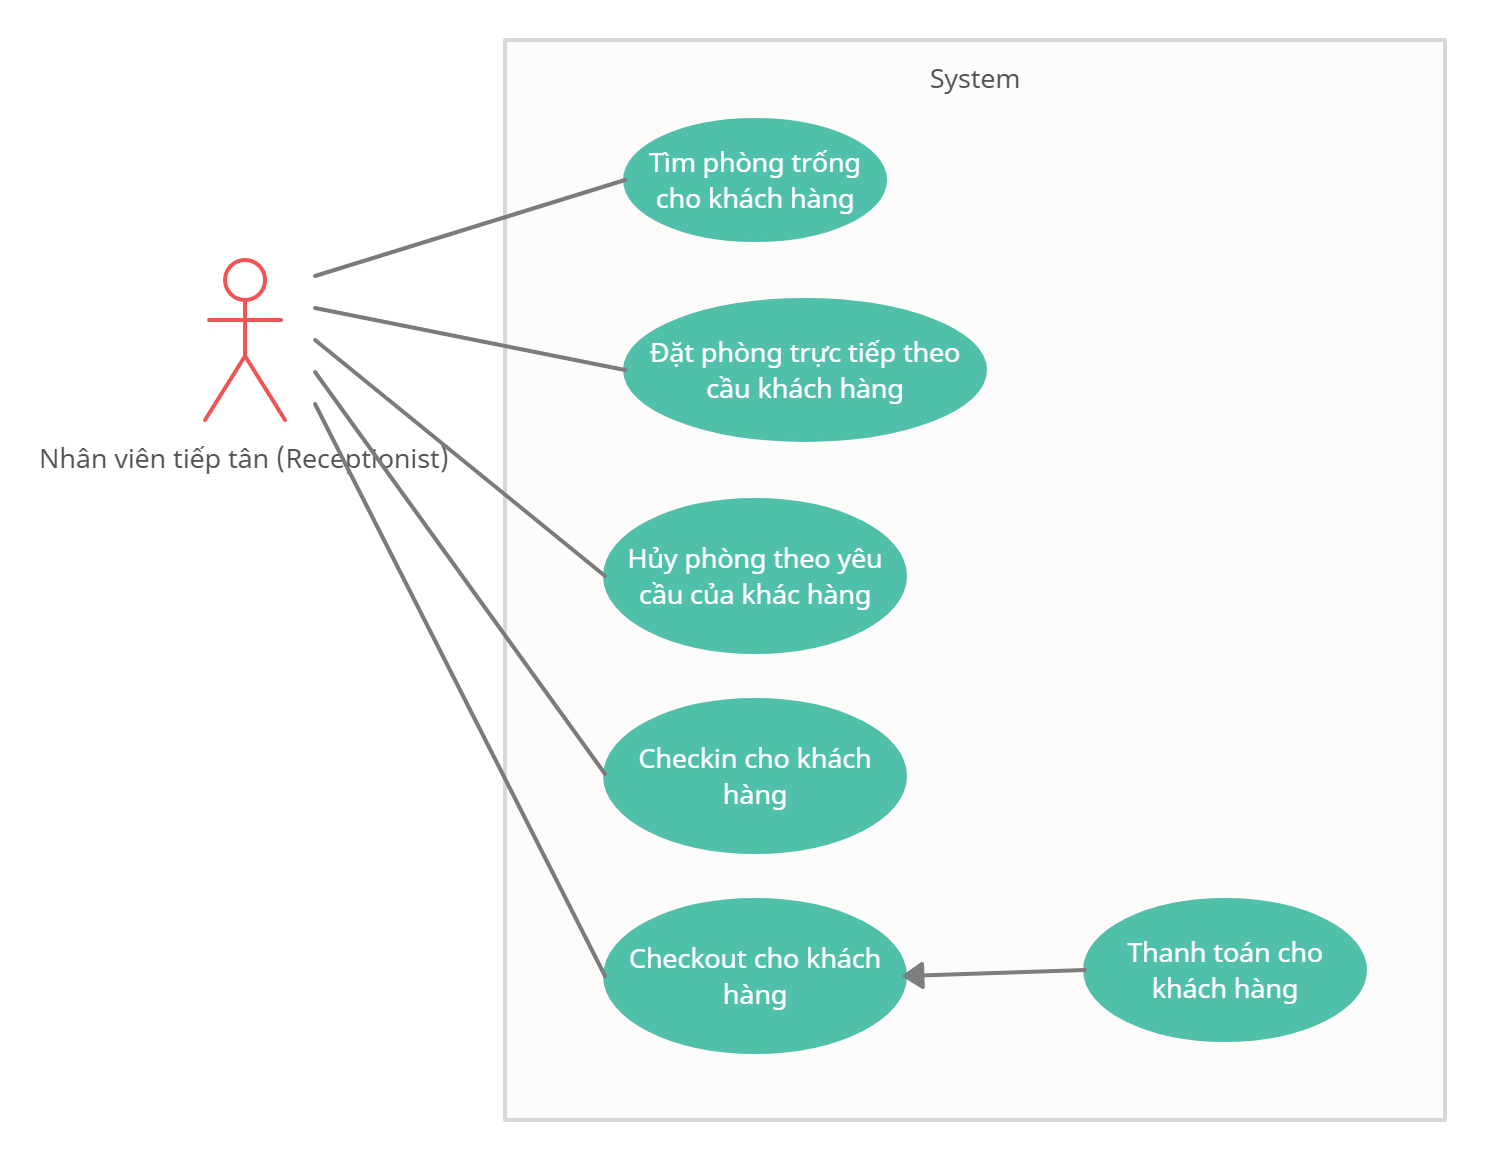 System
Tìm phòng trống
cho khách hàng
Đặt phòng trực tiếp theo
cầu khách hàng
Nhân viên tiếp tân (Receptionist)
Hủy phòng theo yêu
cầu của khác hàng
Checkin cho khách
hàng
Checkout cho khách
hàng
Thanh toán cho
khách hàng